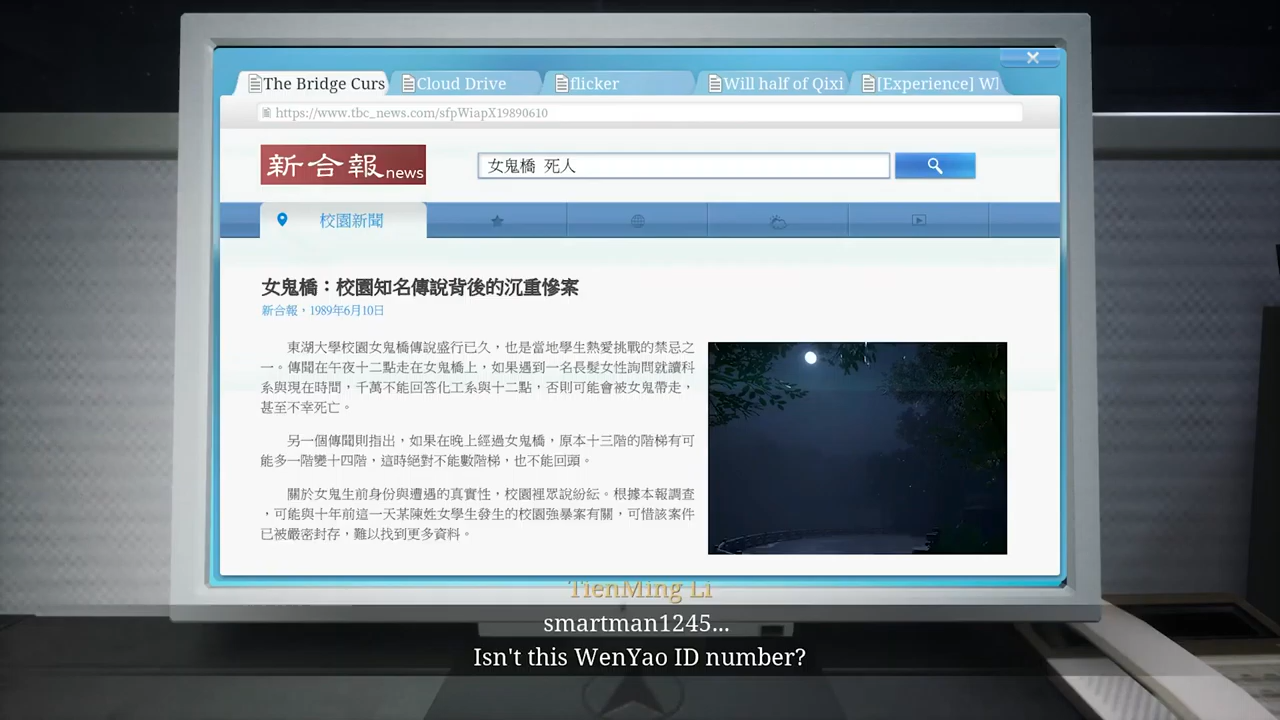 The Bridge Curs
Cloud Drive
flicker
Will half of Qixi
[Experience] Wl
https://www.tbc_news.com/sfpWiapX19890610
新合報news
女鬼橋 死人
校園新聞
女鬼橋：校園知名傳說背後的沉重慘案
新合報，1989年6月10日
東湖大學校園女鬼橋傳說盛行已久，也是當地學生熱愛挑戰的禁忌之
一。傳聞在午夜十二點走在女鬼橋上，如果遇到一名長髮女性詢問就讀科
系與現在時間，千萬不能回答化工系與十二點，否則可能會被女鬼帶走，
甚至不幸死亡。
另一個傳聞則指出，如果在晚上經過女鬼橋，原本十三階的階梯有可
能多一階變十四階，這時絕對不能數階梯，也不能回頭。
關於女鬼生前身份與遭遇的真實性，校園裡眾說紛紜。根據本報調查
，可能與十年前這一天某陳姓女學生發生的校園強暴案有關，可惜該案件
已被嚴密封存，難以找到更多資料。
TienMing Li
smartman1245...
Isn't this WenYao ID number?